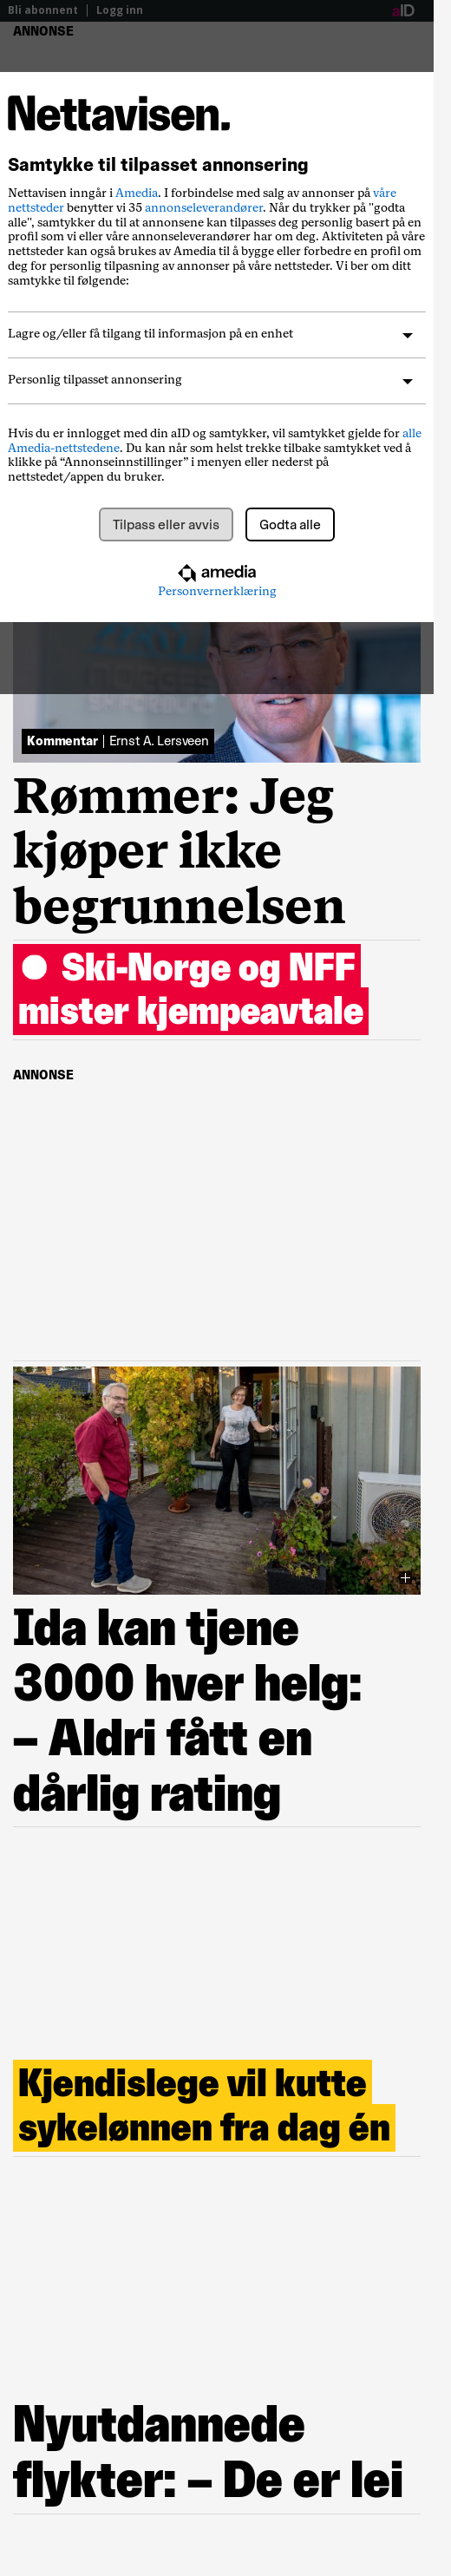 Bli abonnent | Logg inn aID
ANNONSE
Nettavisen.
Samtykke til tilpasset annonsering
Nettavisen inngår i Amedia. I forbindelse med salg av annonser på våre
nettsteder benytter vi 35 annonseleverandører. Når du trykker på "godta
alle", samtykker du til at annonsene kan tilpasses deg personlig basert på en
profil som vi eller våre annonseleverandører har om deg. Aktiviteten på våre
nettsteder kan også brukes av Amedia til å bygge eller forbedre en profil om
deg for personlig tilpasning av annonser på våre nettsteder. Vi ber om ditt
samtykke til følgende:
Lagre og/eller få tilgang til informasjon på en enhet
Personlig tilpasset annonsering
Hvis du er innlogget med din aID og samtykker, vil samtykket gjelde for alle
Amedia-nettstedene. Du kan når som helst trekke tilbake samtykket ved å
klikke på “Annonseinnstillinger” i menyen eller nederst på
nettstedet/appen du bruker.
Tilpass eller avvis Godta alle
amedia
Personvernerklæring
Kommentar | Ernst A. Lersveen
Rømmer: Jeg
kjøper ikke
begrunnelsen
Ski-Norge og NFF
mister kjempeavtale
ANNONSE
Ida kan tjene
3000 hver helg:
– Aldri fått en
dårlig rating
Kjendislege vil kutte
sykelønnen fra dag én
Nyutdannede
flykter: – De er lei